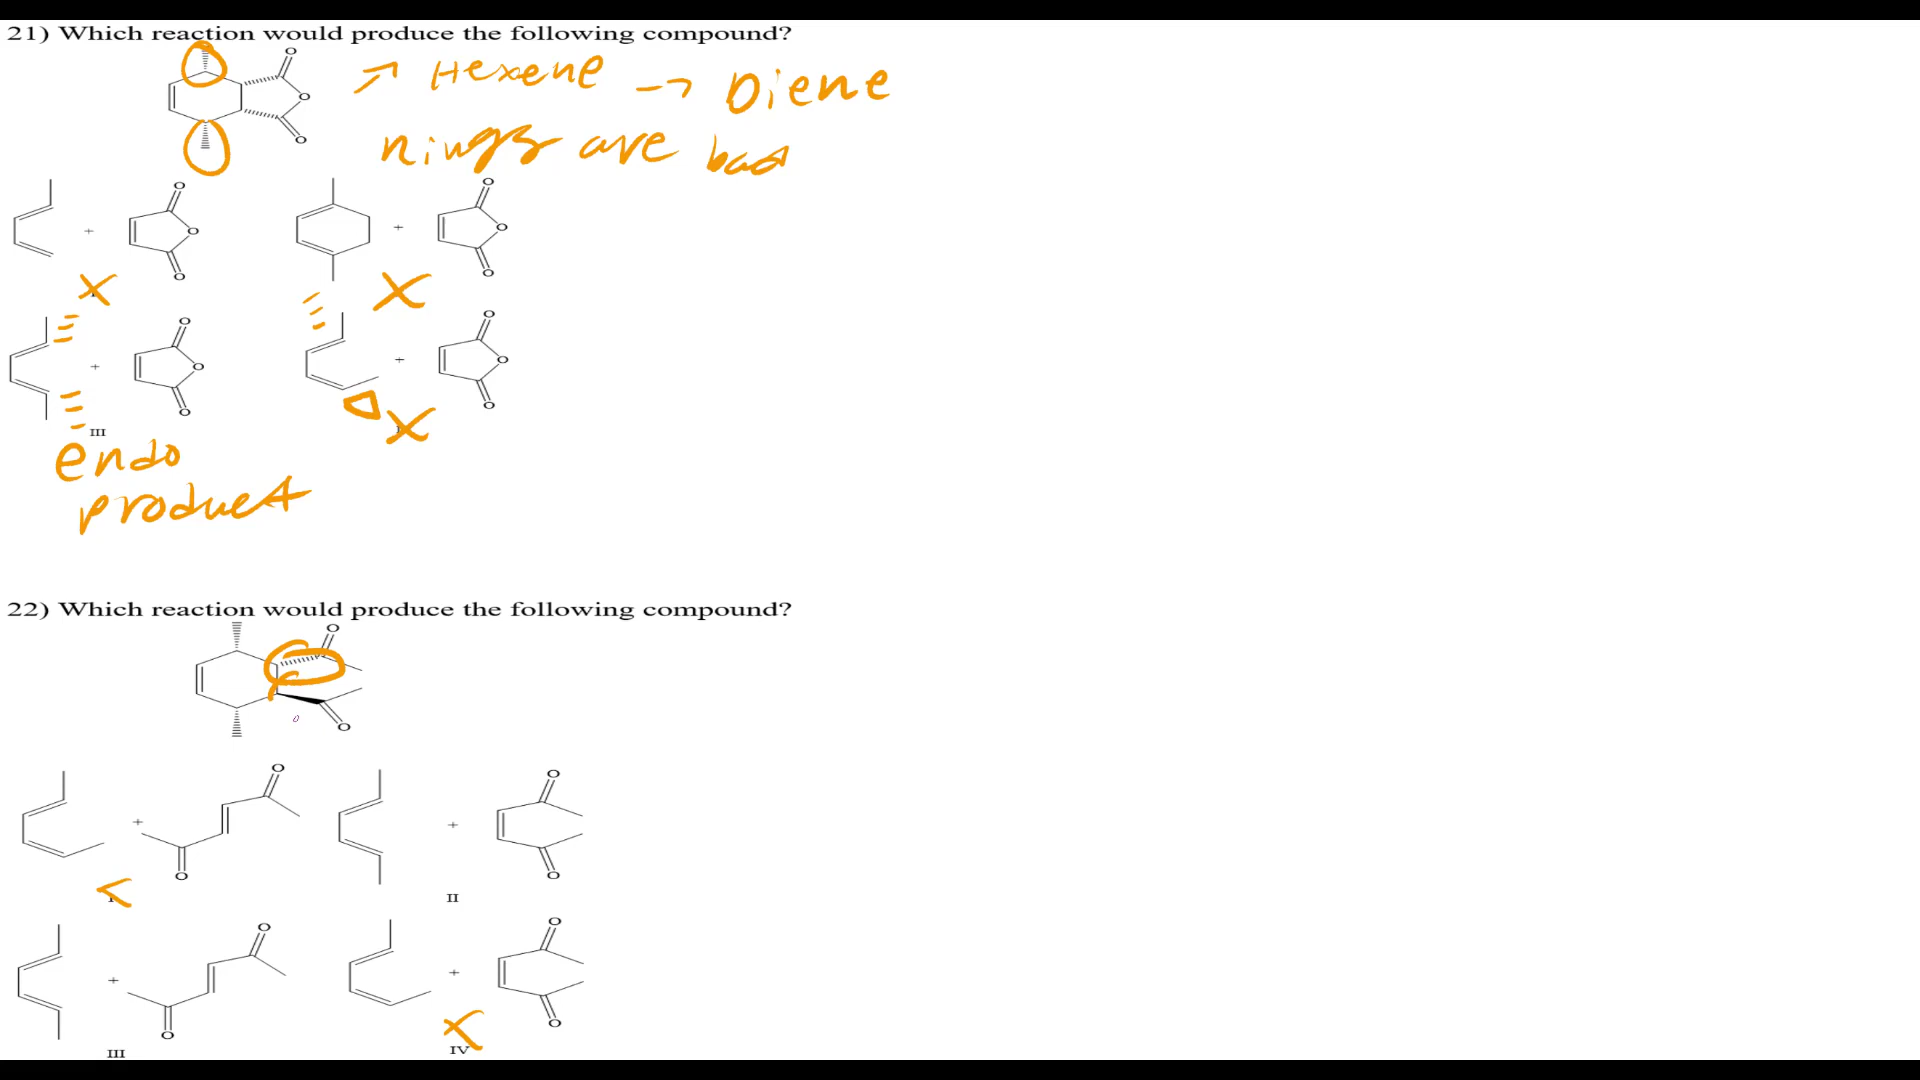 21) Which reaction would produce the following compound?
O
O
O
→ Hexene → Diene
rings are bad
O
+
O
O
X
O
+
O
O
X
O
+
O
O
III
endo
product
O
+
O
O
X
22) Which reaction would produce the following compound?
O
O
+
O
O
+
O
O
II
+
O
O
III
+
O
O
X
IV